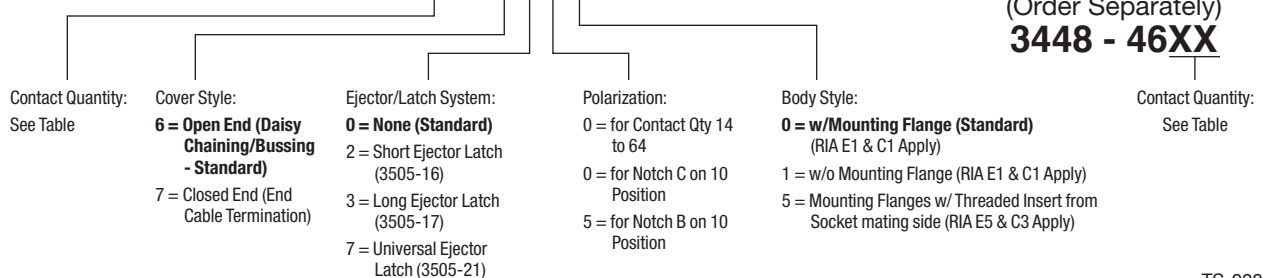 (Order Separately)
3448 - 46XX
Contact Quantity:
See Table
Cover Style:
6 = Open End (Daisy
Chaining/Bussing
- Standard)
7 = Closed End (End
Cable Termination)
Ejector/Latch System:
0 = None (Standard)
2 = Short Ejector Latch
(3505-16)
3 = Long Ejector Latch
(3505-17)
7 = Universal Ejector
Latch (3505-21)
Polarization:
0 = for Contact Qty 14
to 64
0 = for Notch C on 10
Position
5 = for Notch B on 10
Position
Body Style:
0 = w/Mounting Flange (Standard)
(RIA E1 & C1 Apply)
1 = w/o Mounting Flange (RIA E1 & C1 Apply)
5 = Mounting Flanges w/ Threaded Insert from
Socket mating side (RIA E5 & C3 Apply)
Contact Quantity:
See Table